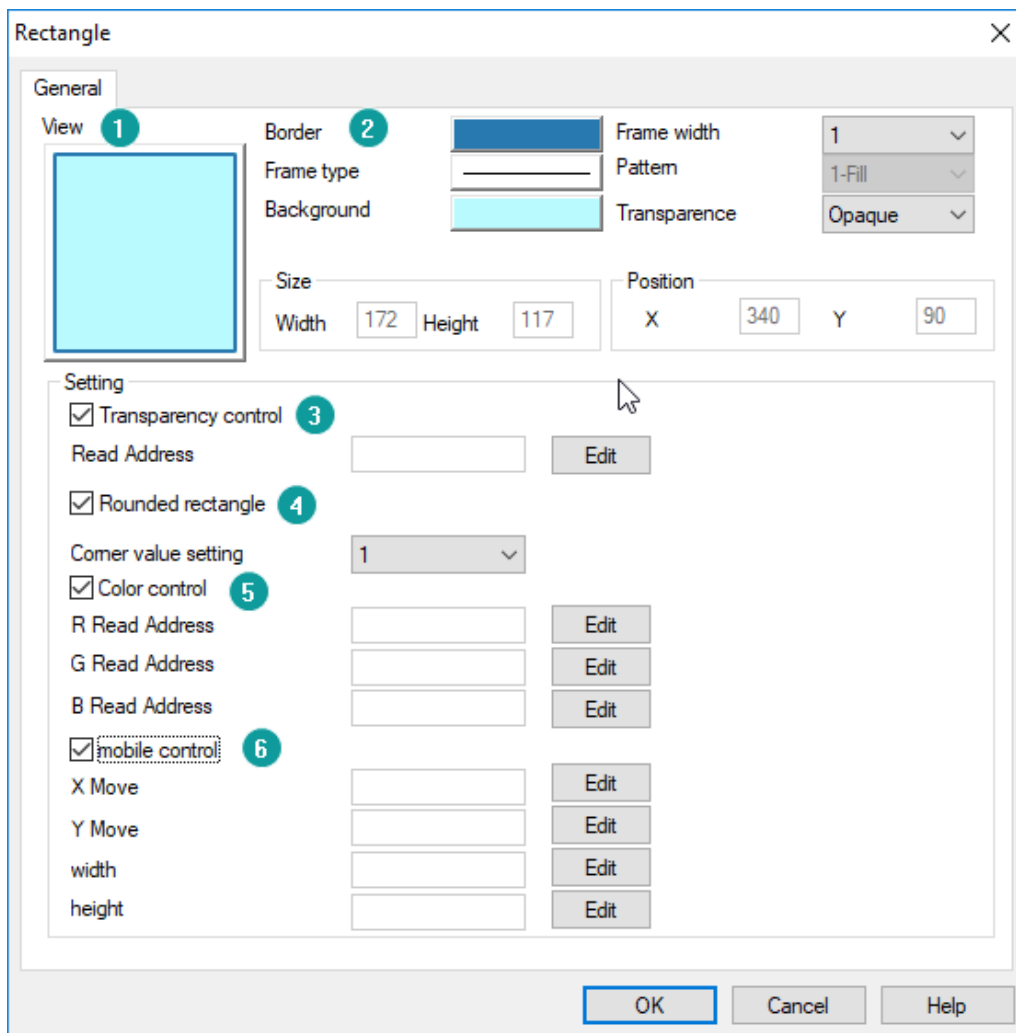 Rectangle
General
View 1
Border 2
Frame width 1
Frame type
Pattern 1-Fill
Background
Transparence Opaque
Size
Width 172 Height 117
Position
X 340 Y 90
Setting
Transparency control 3
Read Address Edit
Rounded rectangle 4
Corner value setting 1
Color control 5
R Read Address Edit
G Read Address Edit
B Read Address Edit
mobile control 6
X Move Edit
Y Move Edit
width Edit
height Edit
OK Cancel Help